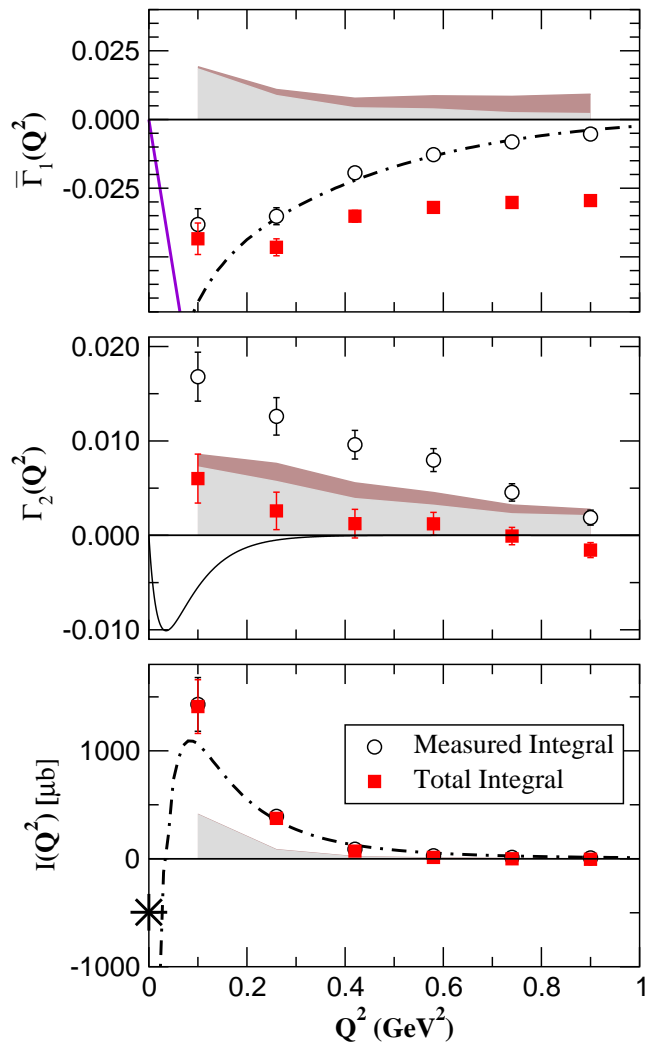 0.025
0.000
-0.025
Γ̿₁(Q²)
0.020
0.010
0.000
-0.010
Γ₂(Q²)
1000
0
-1000
I(Q²) [μb]
Measured Integral
Total Integral
0 0.2 0.4 0.6 0.8 1
Q² (GeV²)